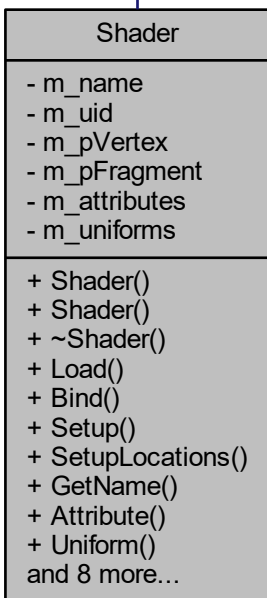 Shader
- m_name
- m_uid
- m_pVertex
- m_pFragment
- m_attributes
- m_uniforms
+ Shader()
+ Shader()
+ ~Shader()
+ Load()
+ Bind()
+ Setup()
+ SetupLocations()
+ GetName()
+ Attribute()
+ Uniform()
and 8 more...